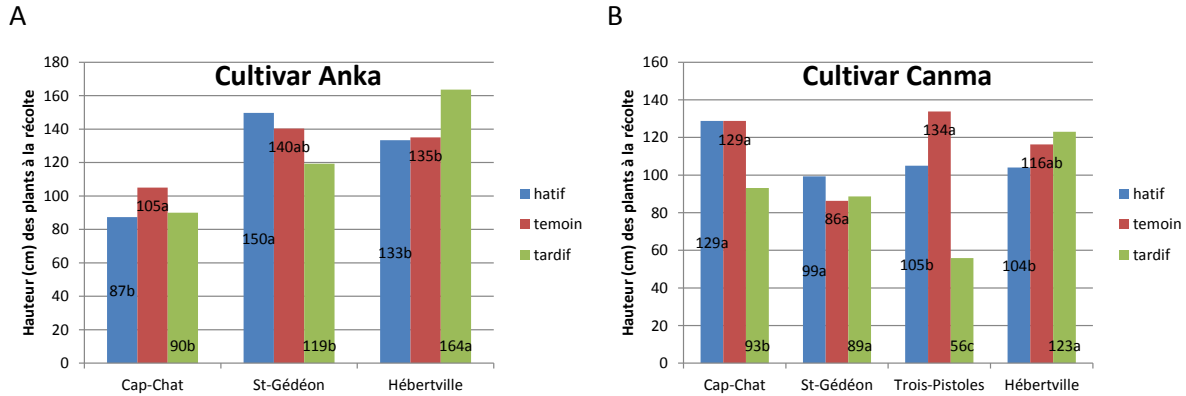 A
Cultivar Anka
Hauteur (cm) des plants à la récolte
180
160
140
120
100
80
60
40
20
0
87b
105a
90b
150a
140ab
119b
133b
135b
164a
Cap-Chat
St-Gédéon
Hébertville
hatif
temoin
tardif
B
Cultivar Canma
Hauteur (cm) des plants à la récolte
160
140
120
100
80
60
40
20
0
129a
129a
93b
99a
86a
89a
105b
134a
56c
104b
116ab
123a
Cap-Chat
St-Gédéon
Trois-Pistoles
Hébertville
hatif
temoin
tardif